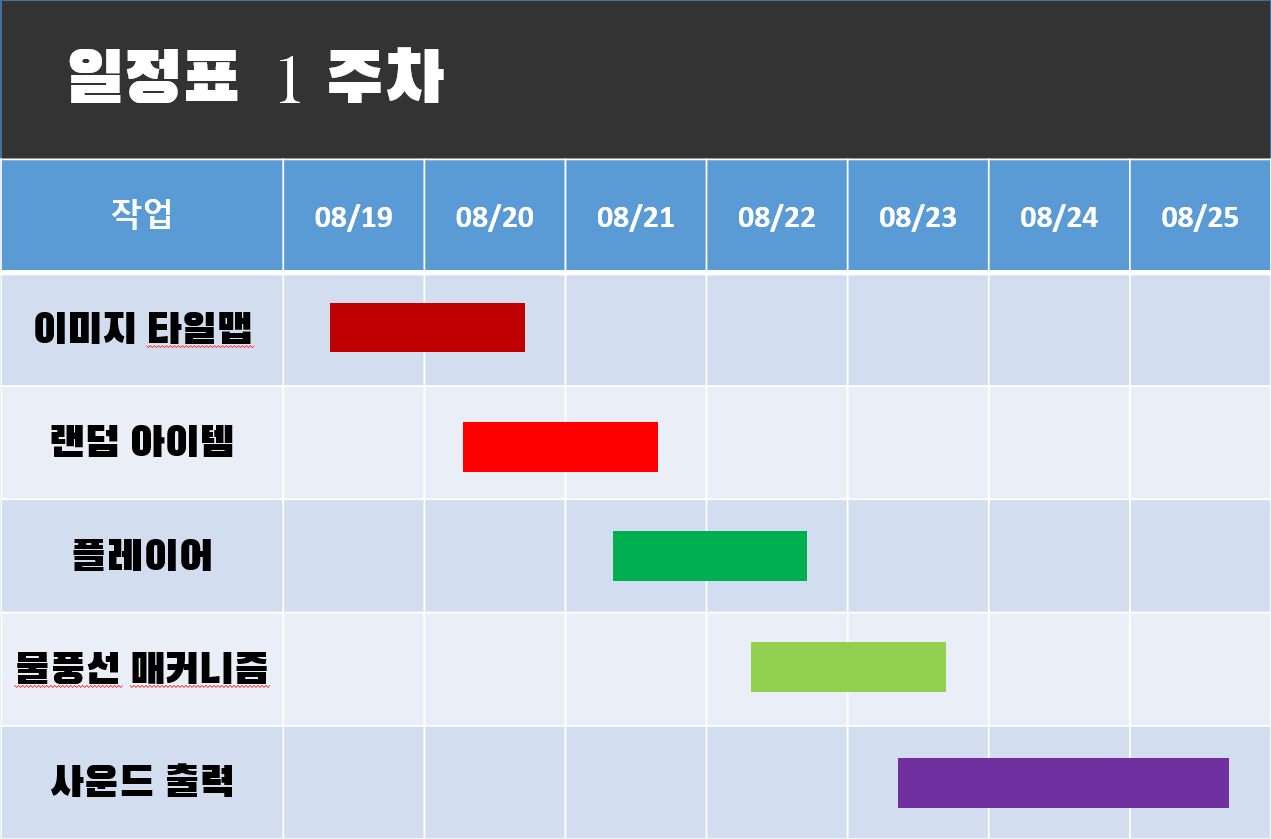 일정표 1 주차
작업 08/19 08/20 08/21 08/22 08/23 08/24 08/25
이미지 타일맵
랜덤 아이템
플레이어
물풍선 매커니즘
사운드 출력